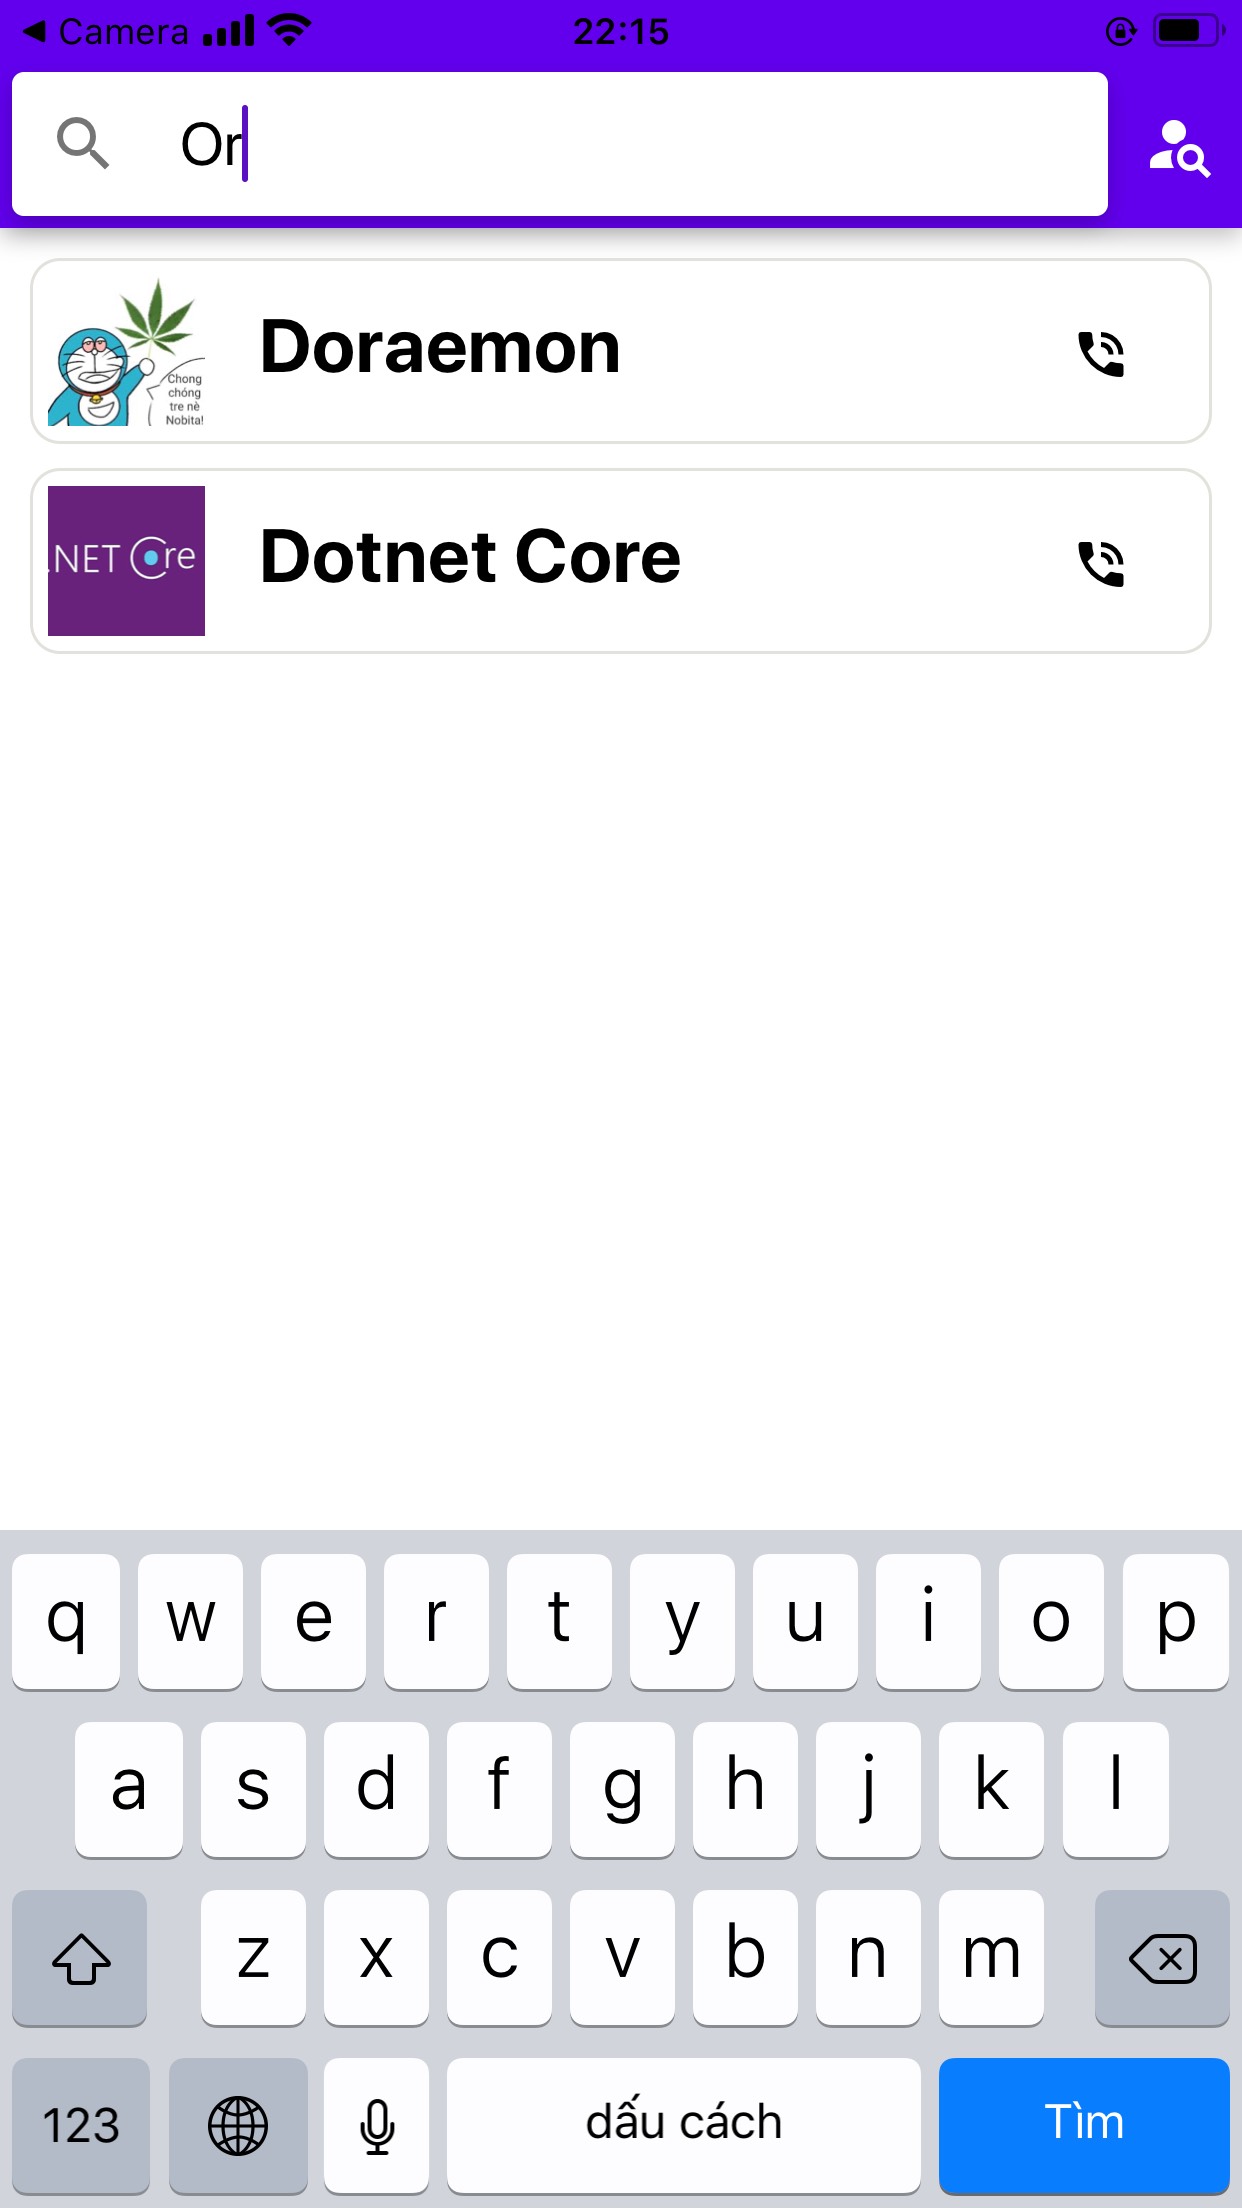 Camera
22:15
Or
Chong
chóng
tre nè
Nobita!
Doraemon
.NET Core
Dotnet Core
q w e r t y u i o p
a s d f g h j k l
z x c v b n m
123 dấu cách Tìm